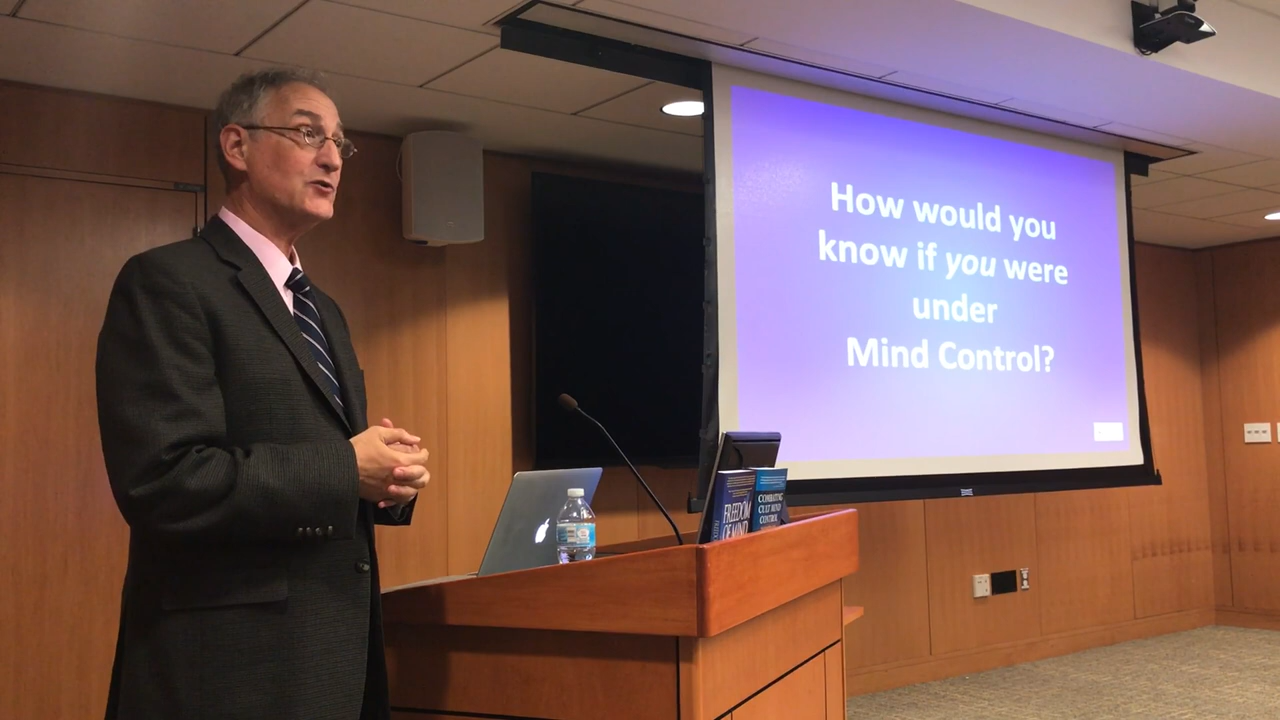 How would you
know if you were
under
Mind Control?
FREEDOM
OF MIND
COMBATING
CULT MIND
CONTROL